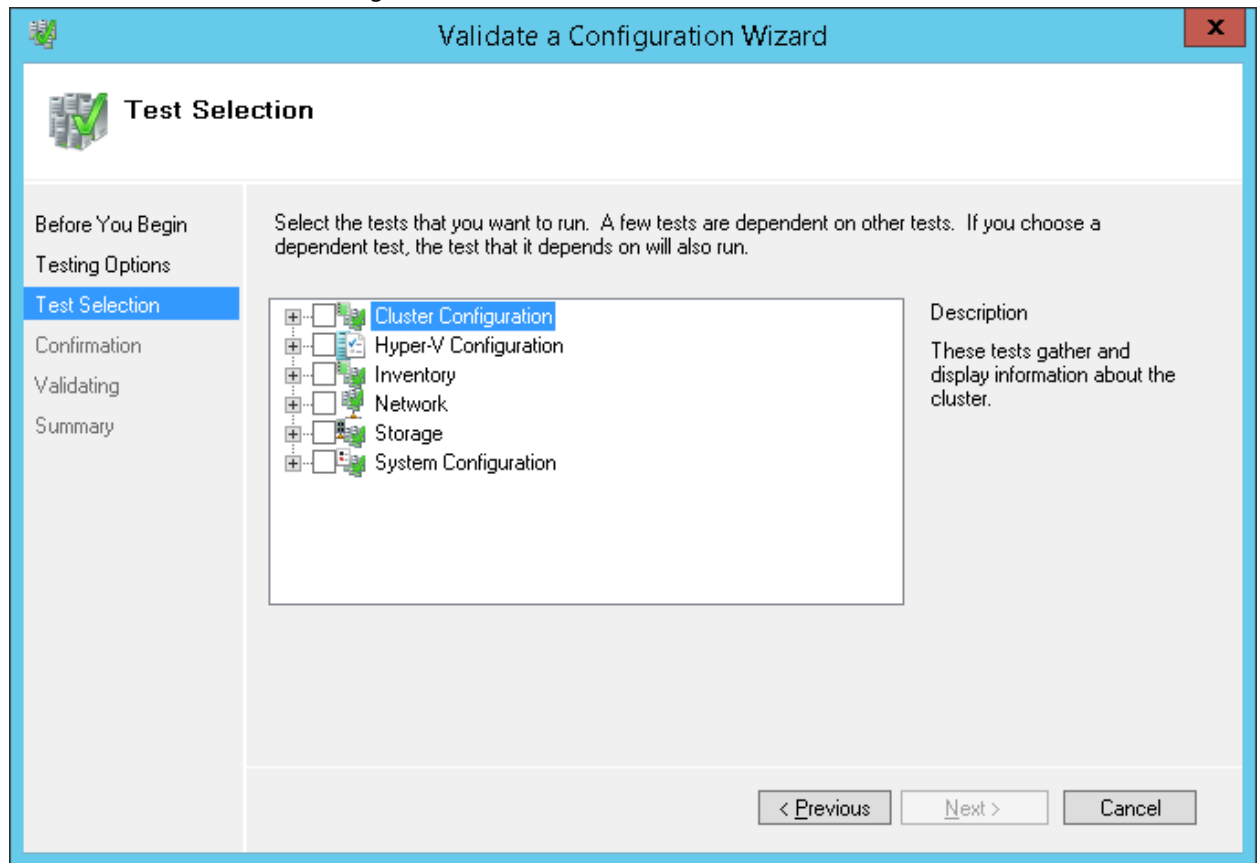 Validate a Configuration Wizard
X
Test Selection
Before You Begin
Testing Options
Test Selection
Confirmation
Validating
Summary
Select the tests that you want to run. A few tests are dependent on other tests. If you choose a
dependent test, the test that it depends on will also run.
Cluster Configuration
Hyper-V Configuration
Inventory
Network
Storage
System Configuration
Description
These tests gather and
display information about the
cluster.
< Previous
Next >
Cancel